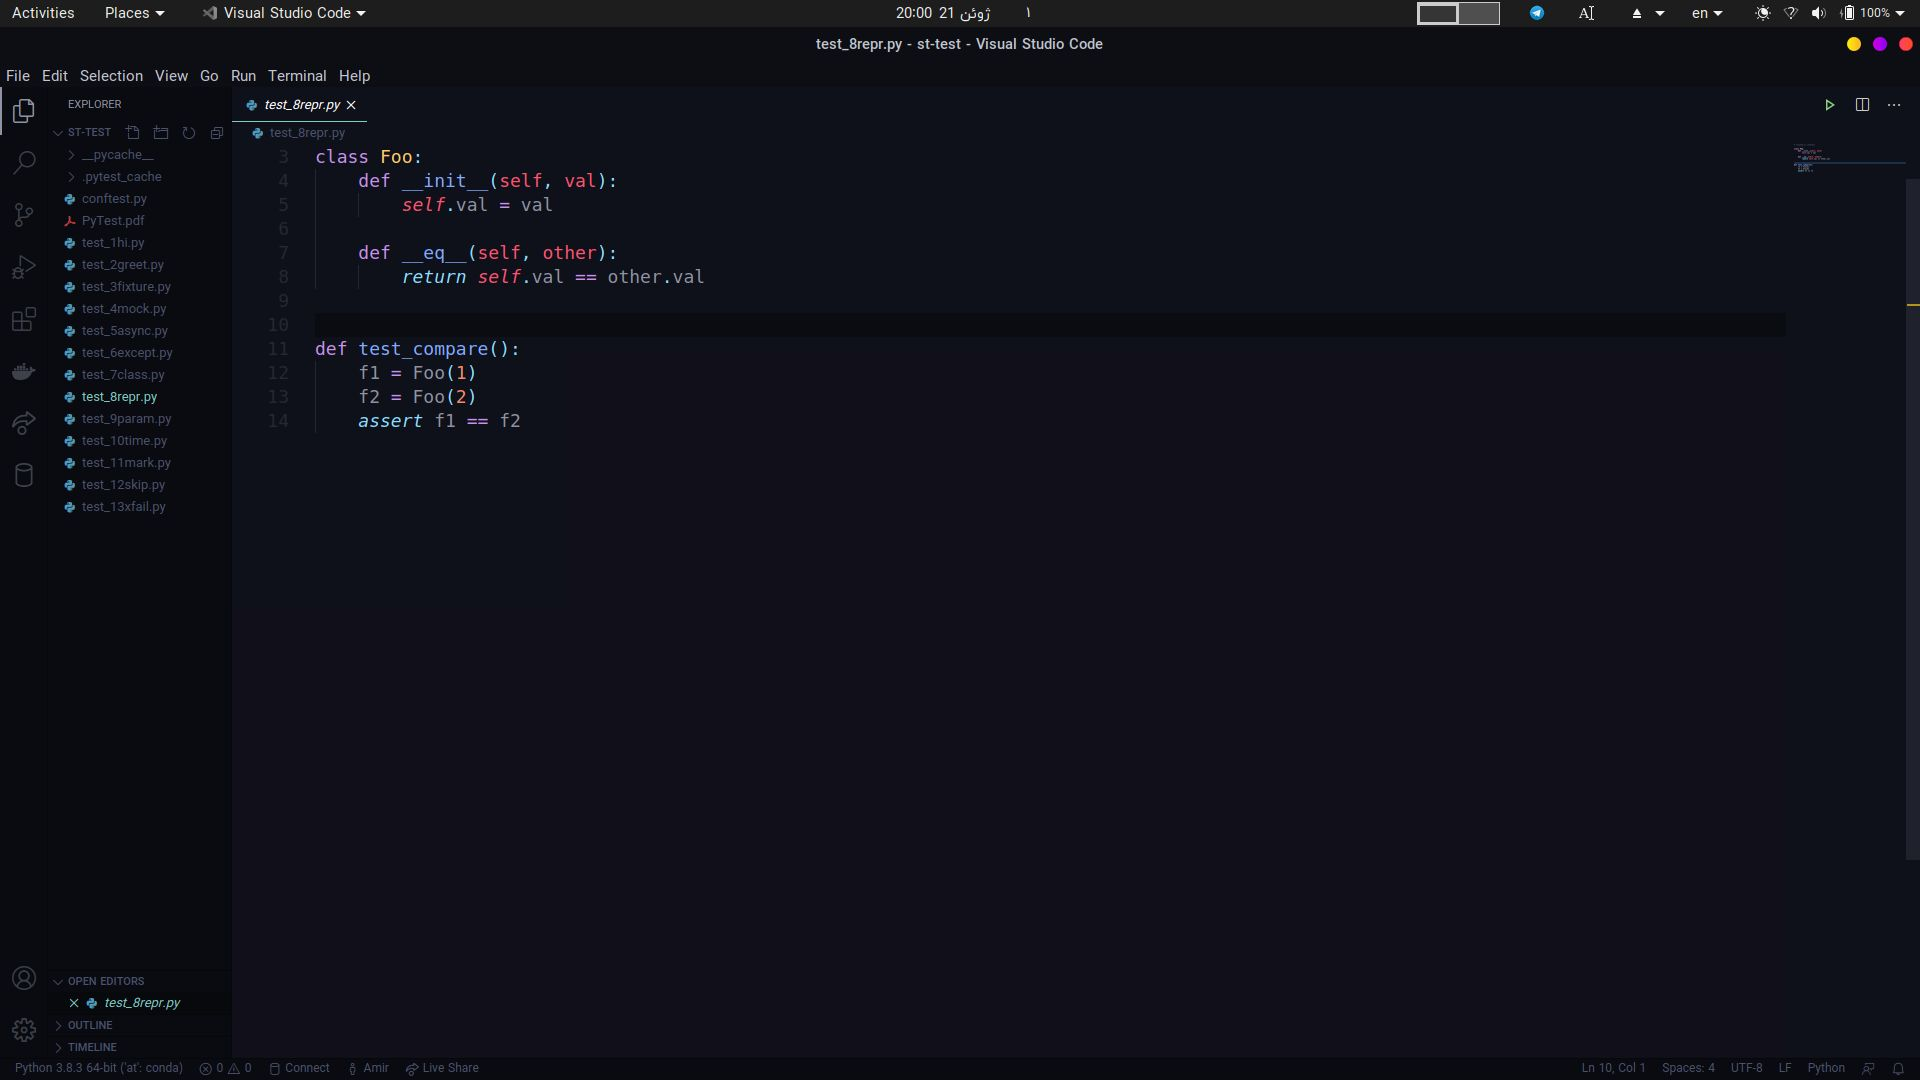 Activities Places Visual Studio Code 20:00 21 ژوئن ۱ en 100%
test_8repr.py - st-test - Visual Studio Code
File Edit Selection View Go Run Terminal Help
EXPLORER
ST-TEST
__pycache__
.pytest_cache
conftest.py
PyTest.pdf
test_1hi.py
test_2greet.py
test_3fixture.py
test_4mock.py
test_5async.py
test_6except.py
test_7class.py
test_8repr.py
test_9param.py
test_10time.py
test_11mark.py
test_12skip.py
test_13xfail.py
OPEN EDITORS
test_8repr.py
OUTLINE
TIMELINE
test_8repr.py
test_8repr.py
3 class Foo:
4     def __init__(self, val):
5         self.val = val
6
7     def __eq__(self, other):
8         return self.val == other.val
9
10
11 def test_compare():
12     f1 = Foo(1)
13     f2 = Foo(2)
14     assert f1 == f2
Python 3.8.3 64-bit ('at': conda) 0 0 Connect Amir Live Share Ln 10, Col 1 Spaces: 4 UTF-8 LF Python